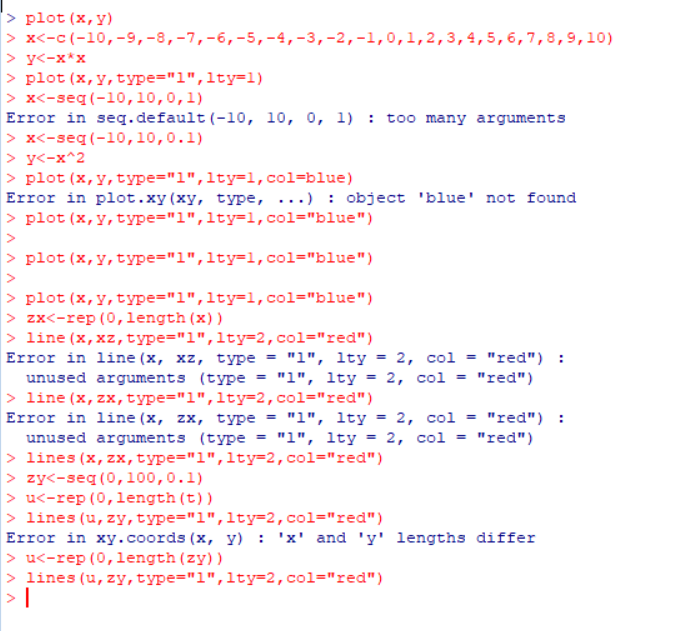 > plot(x,y)
> x<-c(-10,-9,-8,-7,-6,-5,-4,-3,-2,-1,0,1,2,3,4,5,6,7,8,9,10)
> y<-x*x
> plot(x,y,type="l",lty=1)
> x<-seq(-10,10,0,1)
Error in seq.default(-10, 10, 0, 1) : too many arguments
> x<-seq(-10,10,0.1)
> y<-x^2
> plot(x,y,type="l",lty=1,col=blue)
Error in plot.xy(xy, type, ...) : object 'blue' not found
> plot(x,y,type="l",lty=1,col="blue")
>
> plot(x,y,type="l",lty=1,col="blue")
>
> plot(x,y,type="l",lty=1,col="blue")
> zx<-rep(0,length(x))
> line(x,xz,type="l",lty=2,col="red")
Error in line(x, xz, type = "l", lty = 2, col = "red") :
  unused arguments (type = "l", lty = 2, col = "red")
> line(x,zx,type="l",lty=2,col="red")
Error in line(x, zx, type = "l", lty = 2, col = "red") :
  unused arguments (type = "l", lty = 2, col = "red")
> lines(x,zx,type="l",lty=2,col="red")
> zy<-seq(0,100,0.1)
> u<-rep(0,length(t))
> lines(u,zy,type="l",lty=2,col="red")
Error in xy.coords(x, y) : 'x' and 'y' lengths differ
> u<-rep(0,length(zy))
> lines(u,zy,type="l",lty=2,col="red")
>